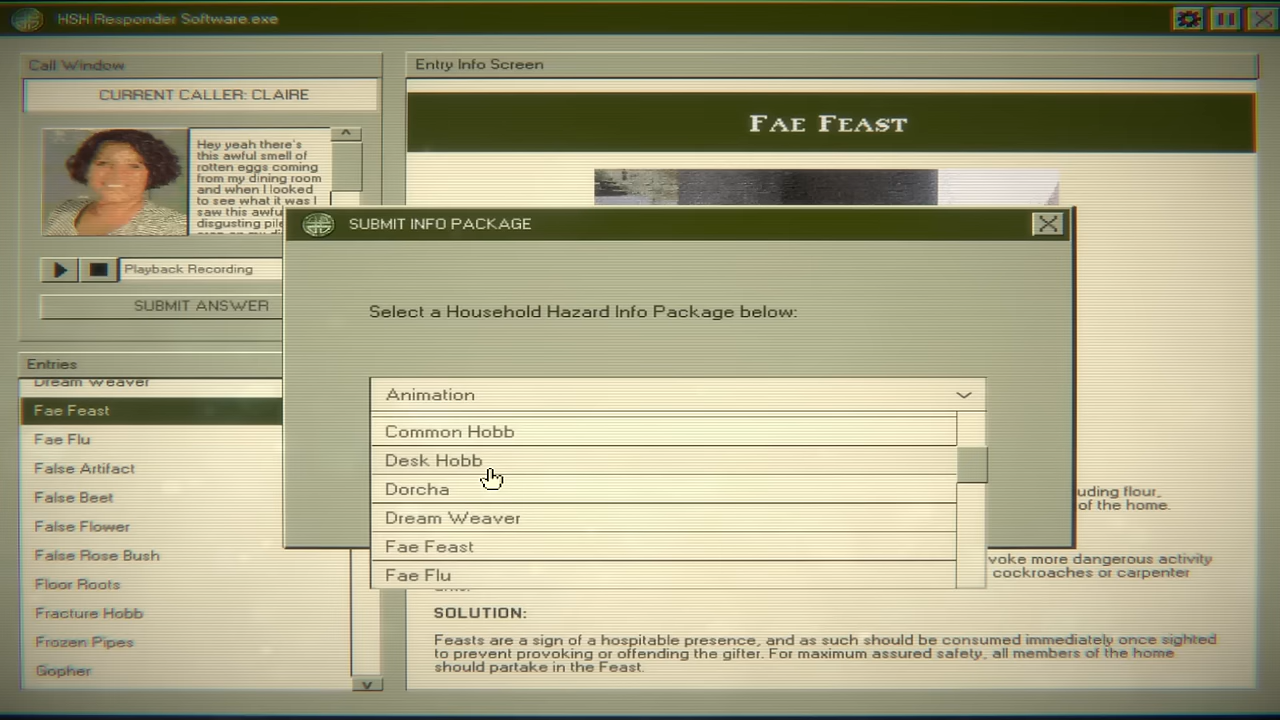 HSH Responder Software.exe
Call Window
CURRENT CALLER: CLAIRE
Hey yeah there's
this awful smell of
rotten eggs coming
from my dining room
and when I looked
to see what it was I
saw this awfu
disgusting pile
Playback Recording
SUBMIT ANSWER
Entries
Dream Weaver
Fae Feast
Fae Flu
False Artifact
False Beet
False Flower
False Rose Bush
Floor Roots
Fracture Hobb
Frozen Pipes
Gopher
Entry Info Screen
FAE FEAST
SUBMIT INFO PACKAGE
Select a Household Hazard Info Package below:
Animation
Common Hobb
Desk Hobb
Dorcha
Dream Weaver
Fae Feast
Fae Flu
uding flour,
of the home.
voke more dangerous activity
cockroaches or carpenter
SOLUTION:
Feasts are a sign of a hospitable presence, and as such should be consumed immediately once sighted
to prevent provoking or offending the gifter. For maximum assured safety, all members of the home
should partake in the Feast.